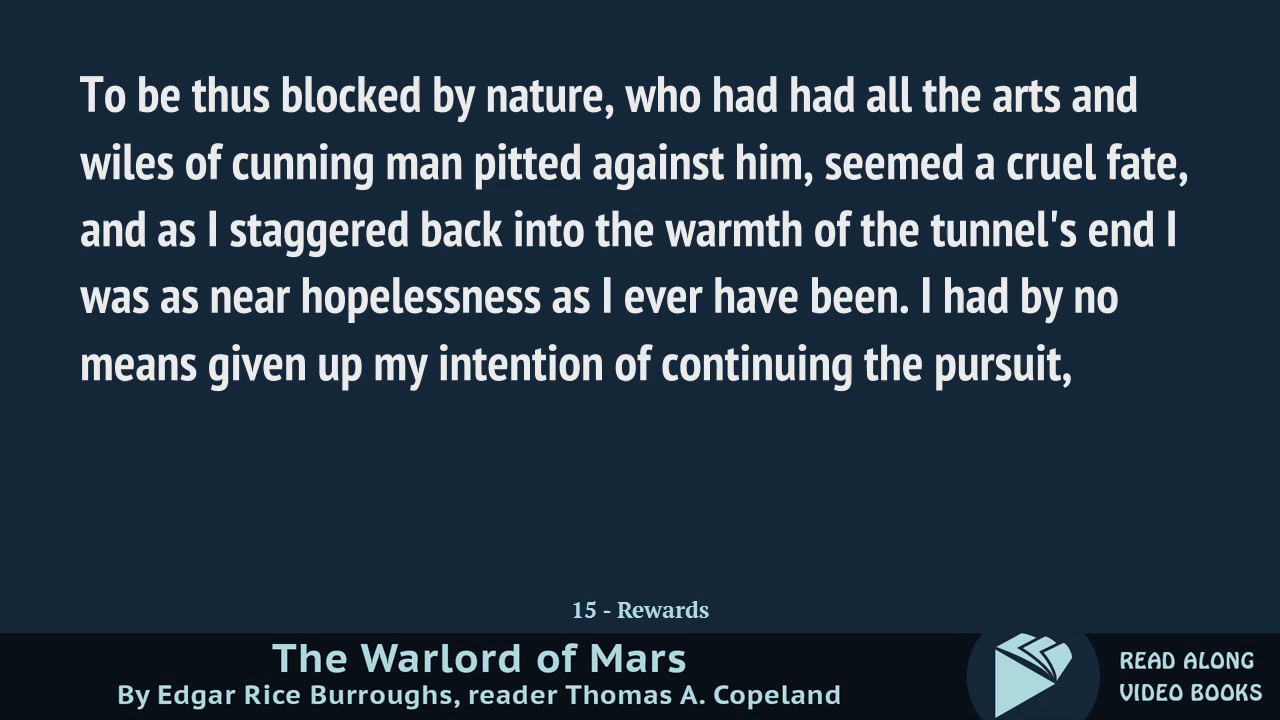 To be thus blocked by nature, who had had all the arts and
wiles of cunning man pitted against him, seemed a cruel fate,
and as I staggered back into the warmth of the tunnel's end I
was as near hopelessness as I ever have been. I had by no
means given up my intention of continuing the pursuit,
15 - Rewards
The Warlord of Mars
By Edgar Rice Burroughs, reader Thomas A. Copeland
READ ALONG
VIDEO BOOKS